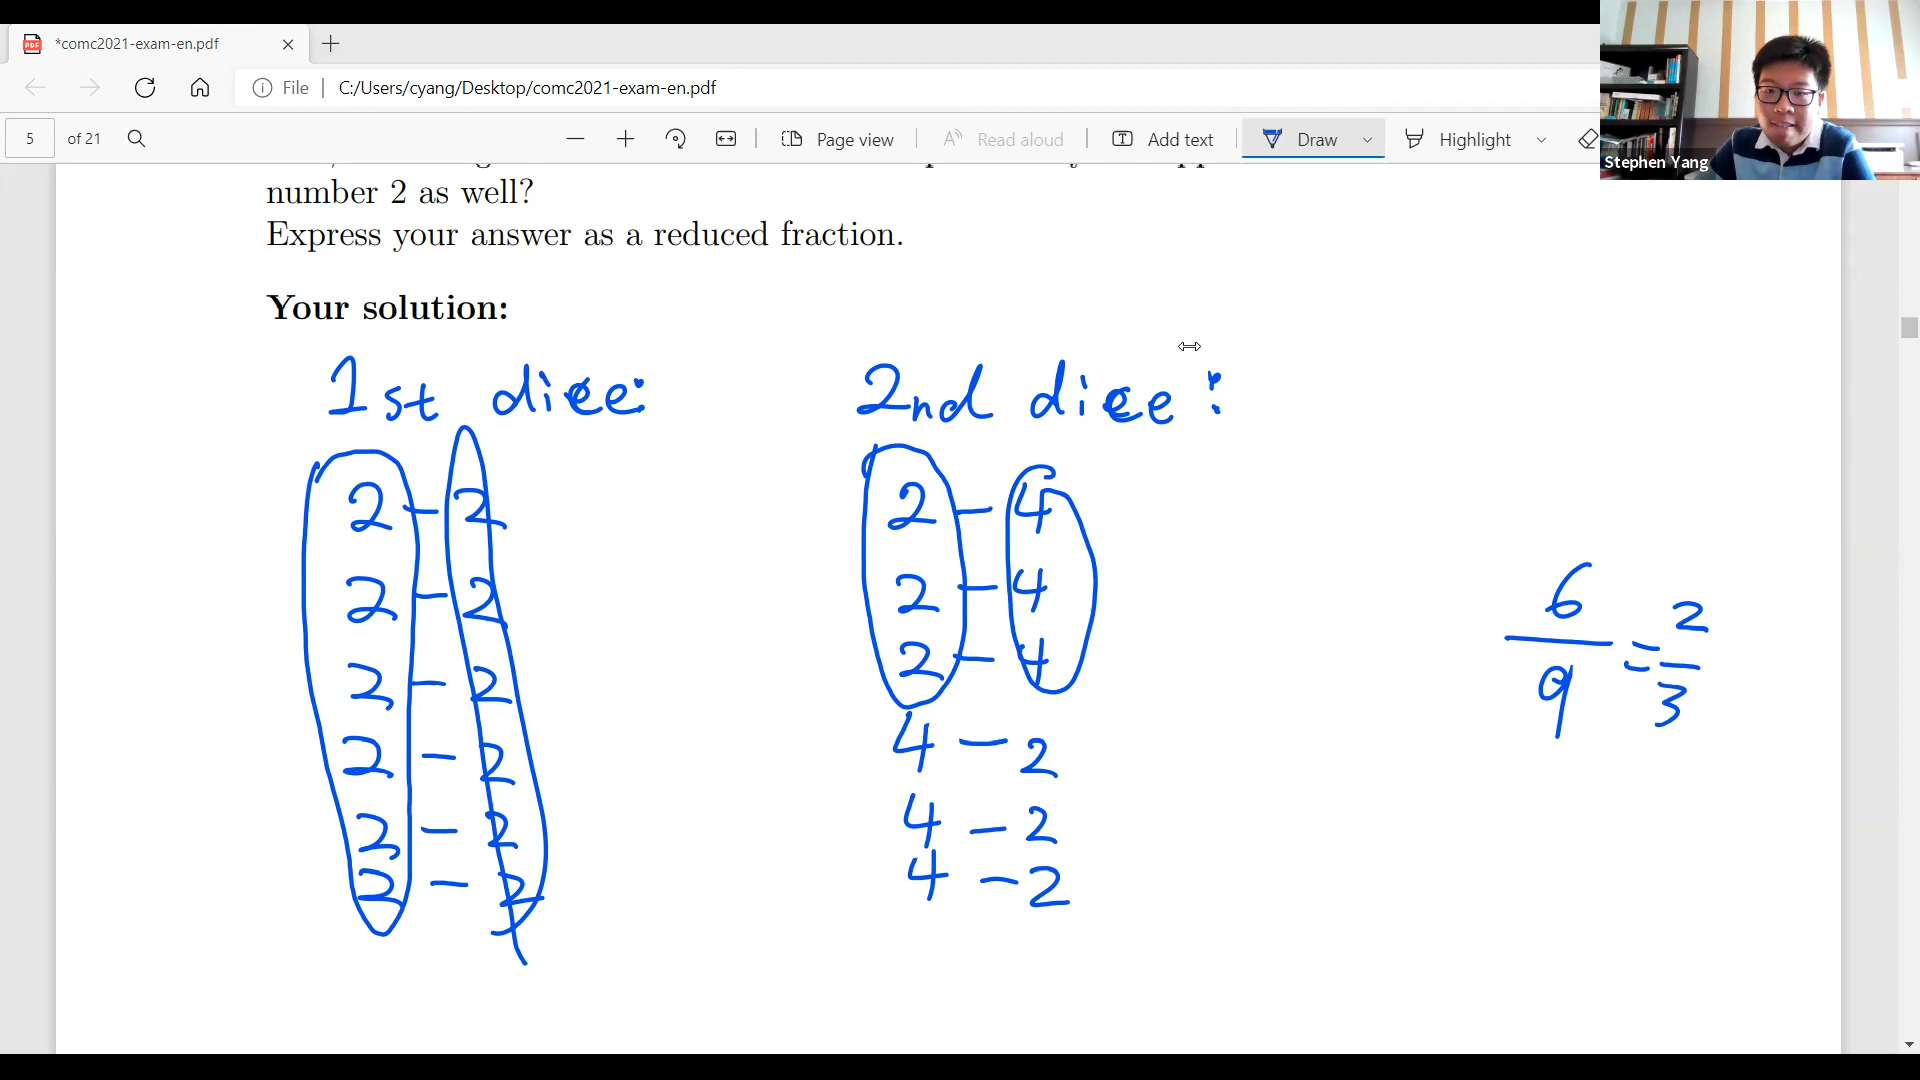 *comc2021-exam-en.pdf
File | C:/Users/cyang/Desktop/comc2021-exam-en.pdf
5 of 21 Page view Read aloud Add text Draw Highlight
Stephen Yang
number 2 as well?
Express your answer as a reduced fraction.
Your solution:
1st dice:
2 - 2
2 - 2
2 - 2
2 - 2
2 - 2
2 - 2
2nd dice:
2 - 4
2 - 4
2 - 4
4 - 2
4 - 2
4 - 2
6/9 = 2/3